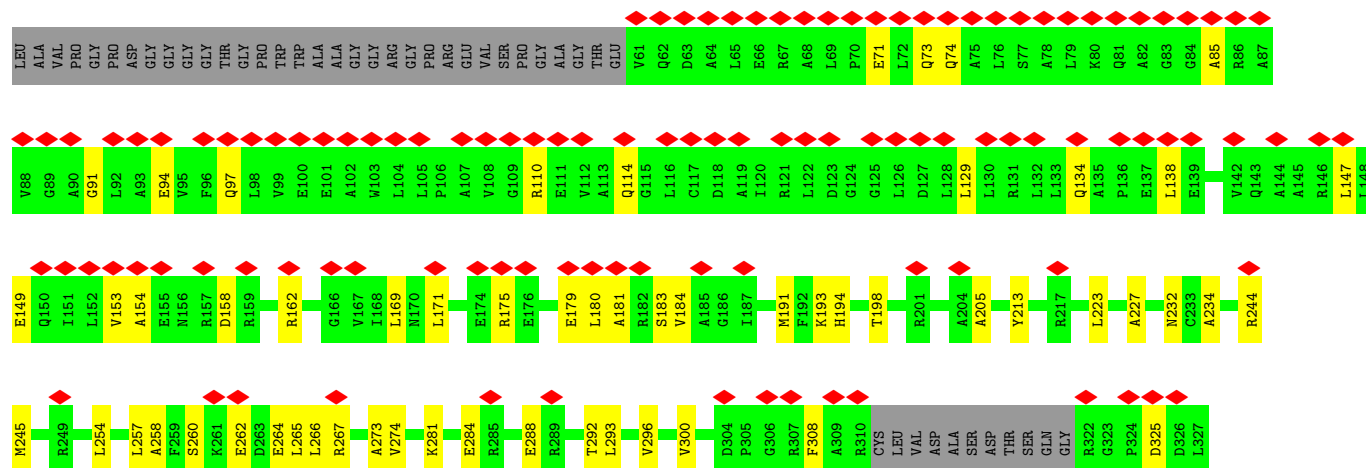 LEU ALA VAL PRO GLY PRO ASP GLY GLY GLY GLY THR GLY PRO TRP TRP ALA ALA GLY GLY ARG GLY PRO ARG GLU VAL SER PRO GLY ALA GLY THR GLU V61 Q62 D63 A64 L65 E66 R67 A68 L69 P70 E71 L72 Q73 Q74 A75 L76 S77 A78 L79 K80 Q81 A82 G83 G84 A85 R86 A87
V88 G89 A90 G91 L92 A93 E94 V95 F96 Q97 L98 V99 E100 E101 A102 W103 L104 L105 P106 A107 V108 G109 R110 E111 V112 A113 Q114 G115 L116 C117 D118 A119 I120 R121 L122 D123 G124 G125 L126 D127 L128 L129 L130 R131 L132 L133 Q134 A135 P136 E137 L138 E139 V142 Q143 A144 A145 R146 L147 L148
E149 Q150 I151 L152 V153 A154 E155 N156 R157 D158 R159 R162 G166 V167 I168 L169 N170 L171 E174 R175 E176 E179 L180 A181 R182 S183 V184 A185 G186 I187 M191 F192 K193 H194 T198 R201 A204 A205 Y213 R217 L223 A227 N232 C233 A234 R244
M245 R249 L254 L257 A258 F259 S260 K261 E262 D263 E264 L265 L266 R267 A273 V274 K281 E284 R285 E288 R289 T292 L293 V296 V300 D304 P305 G306 R307 F308 A309 R310 CYS LEU VAL ASP ALA SER ASP THR SER GLN GLY R322 G323 P324 D325 D326 L327